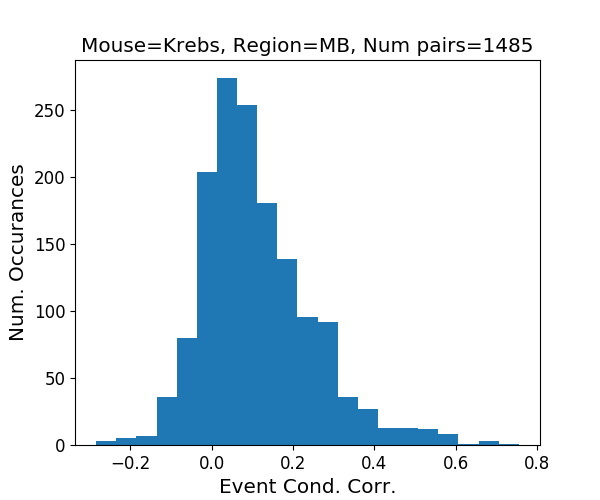 Mouse=Krebs, Region=MB, Num pairs=1485
Num. Occurances
250
200
150
100
50
0
−0.2 0.0 0.2 0.4 0.6 0.8
Event Cond. Corr.